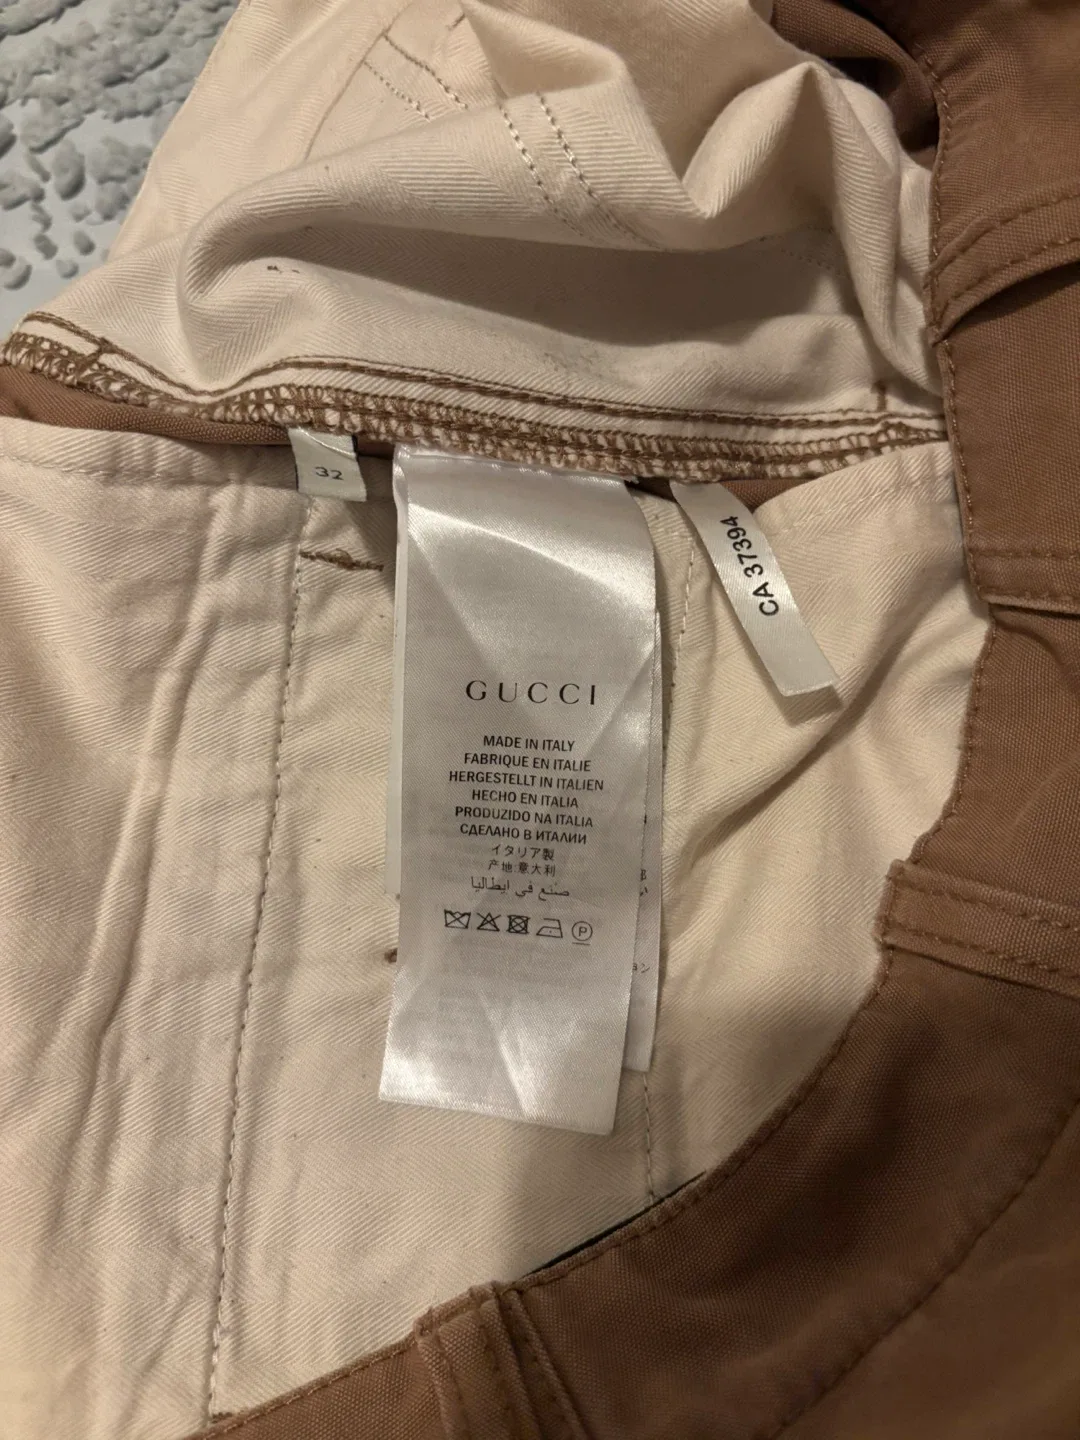 32
CA 37394
GUCCI
MADE IN ITALY
FABRIQUE EN ITALIE
HERGESTELLT IN ITALIEN
HECHO EN ITALIA
PRODUZIDO NA ITALIA
СДЕЛАНО В ИТАЛИИ
イタリア製
产地:意大利
صنع في ايطاليا
P